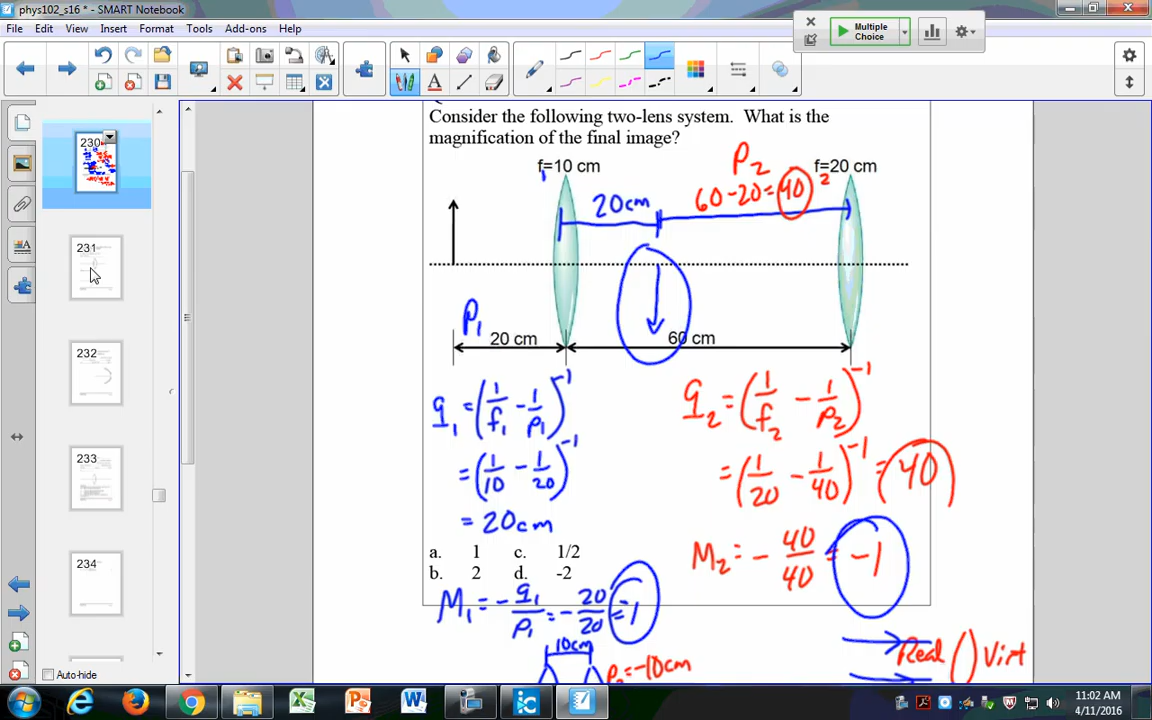 phys102_s16 * - SMART Notebook
File Edit View Insert Format Tools Add-ons Help
Multiple
Choice
230
231
232
233
234
Auto-hide
Consider the following two-lens system. What is the
magnification of the final image?
f=10 cm
1
P2
f=20 cm
2
20cm
60-20=40
P1
20 cm
60 cm
q1 = (1/f1 - 1/P1)^-1
= (1/10 - 1/20)^-1
= 20cm
q2 = (1/f2 - 1/P2)^-1
= (1/20 - 1/40)^-1 = 40
a. 1 c. 1/2
b. 2 d. -2
M2 = - 40/40 = -1
M1 = - q1/P1 = - 20/20 = -1
10cm
P2=-10cm
Real () Virt
11:02 AM
4/11/2016